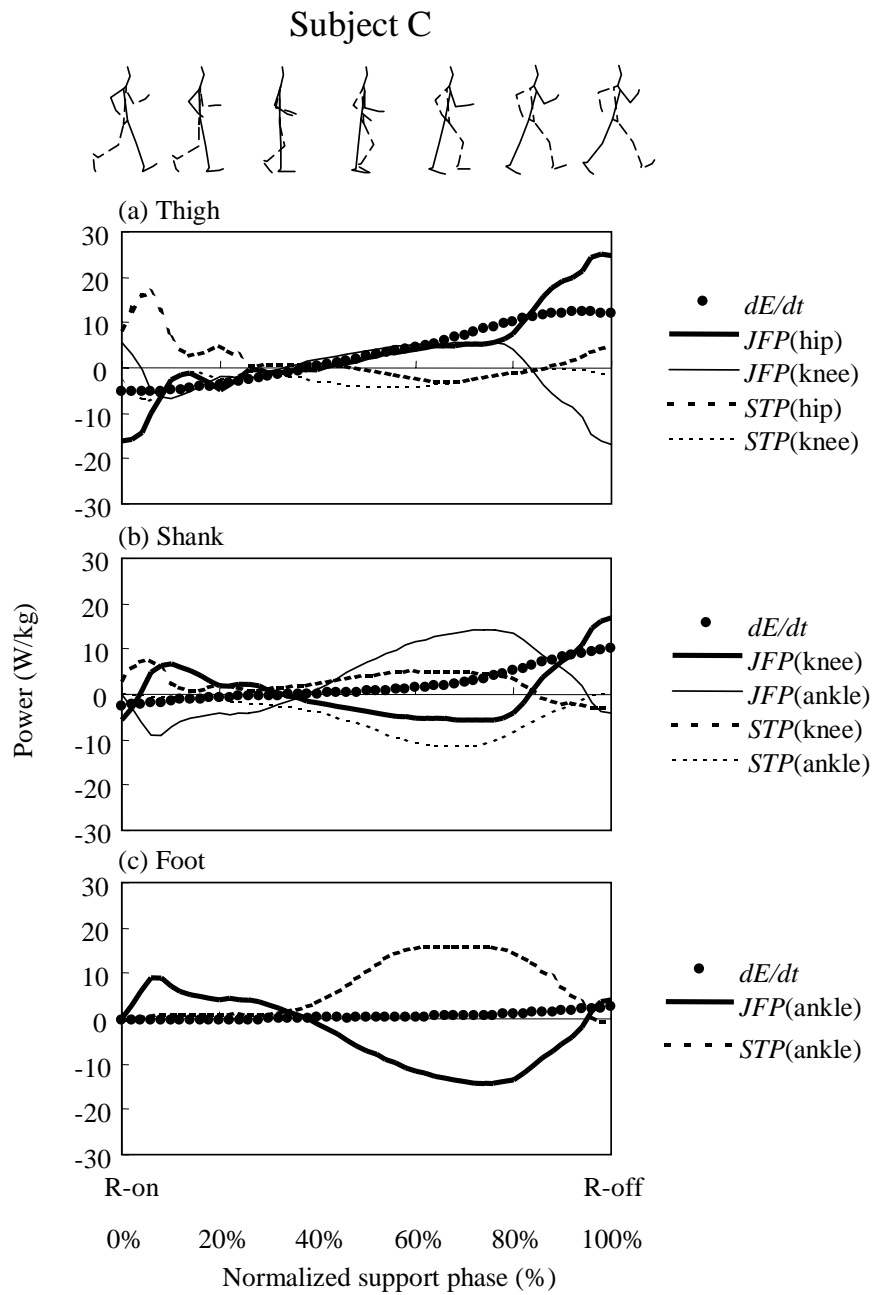 Subject C
(a) Thigh
30
20
10
0
-10
-20
-30
dE/dt
JFP(hip)
JFP(knee)
STP(hip)
STP(knee)
(b) Shank
30
20
10
0
-10
-20
-30
dE/dt
JFP(knee)
JFP(ankle)
STP(knee)
STP(ankle)
Power (W/kg)
(c) Foot
30
20
10
0
-10
-20
-30
dE/dt
JFP(ankle)
STP(ankle)
R-on R-off
0% 20% 40% 60% 80% 100%
Normalized support phase (%)